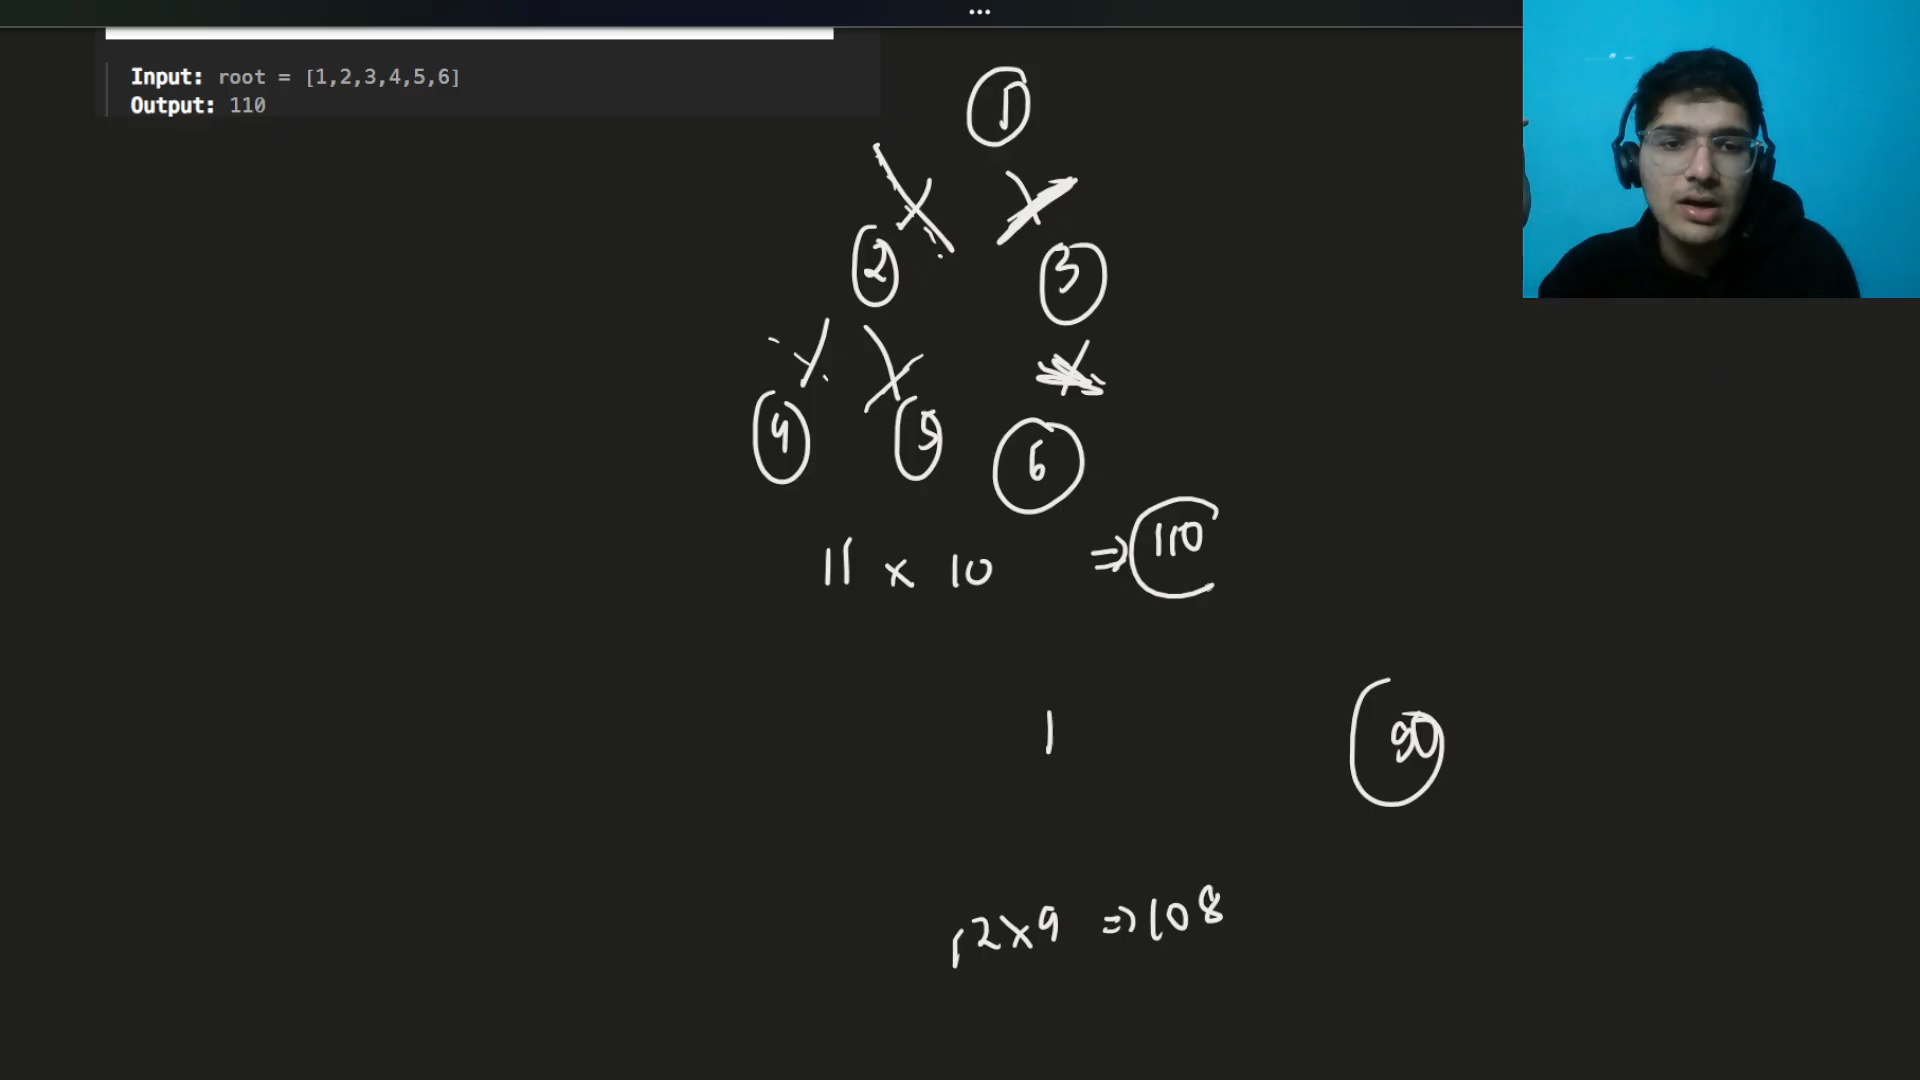 ...
Input: root = [1,2,3,4,5,6]
Output: 110
1
2 3
4 5 6
11 x 10 ⇒ 110
1 90
12x9 ⇒ 108